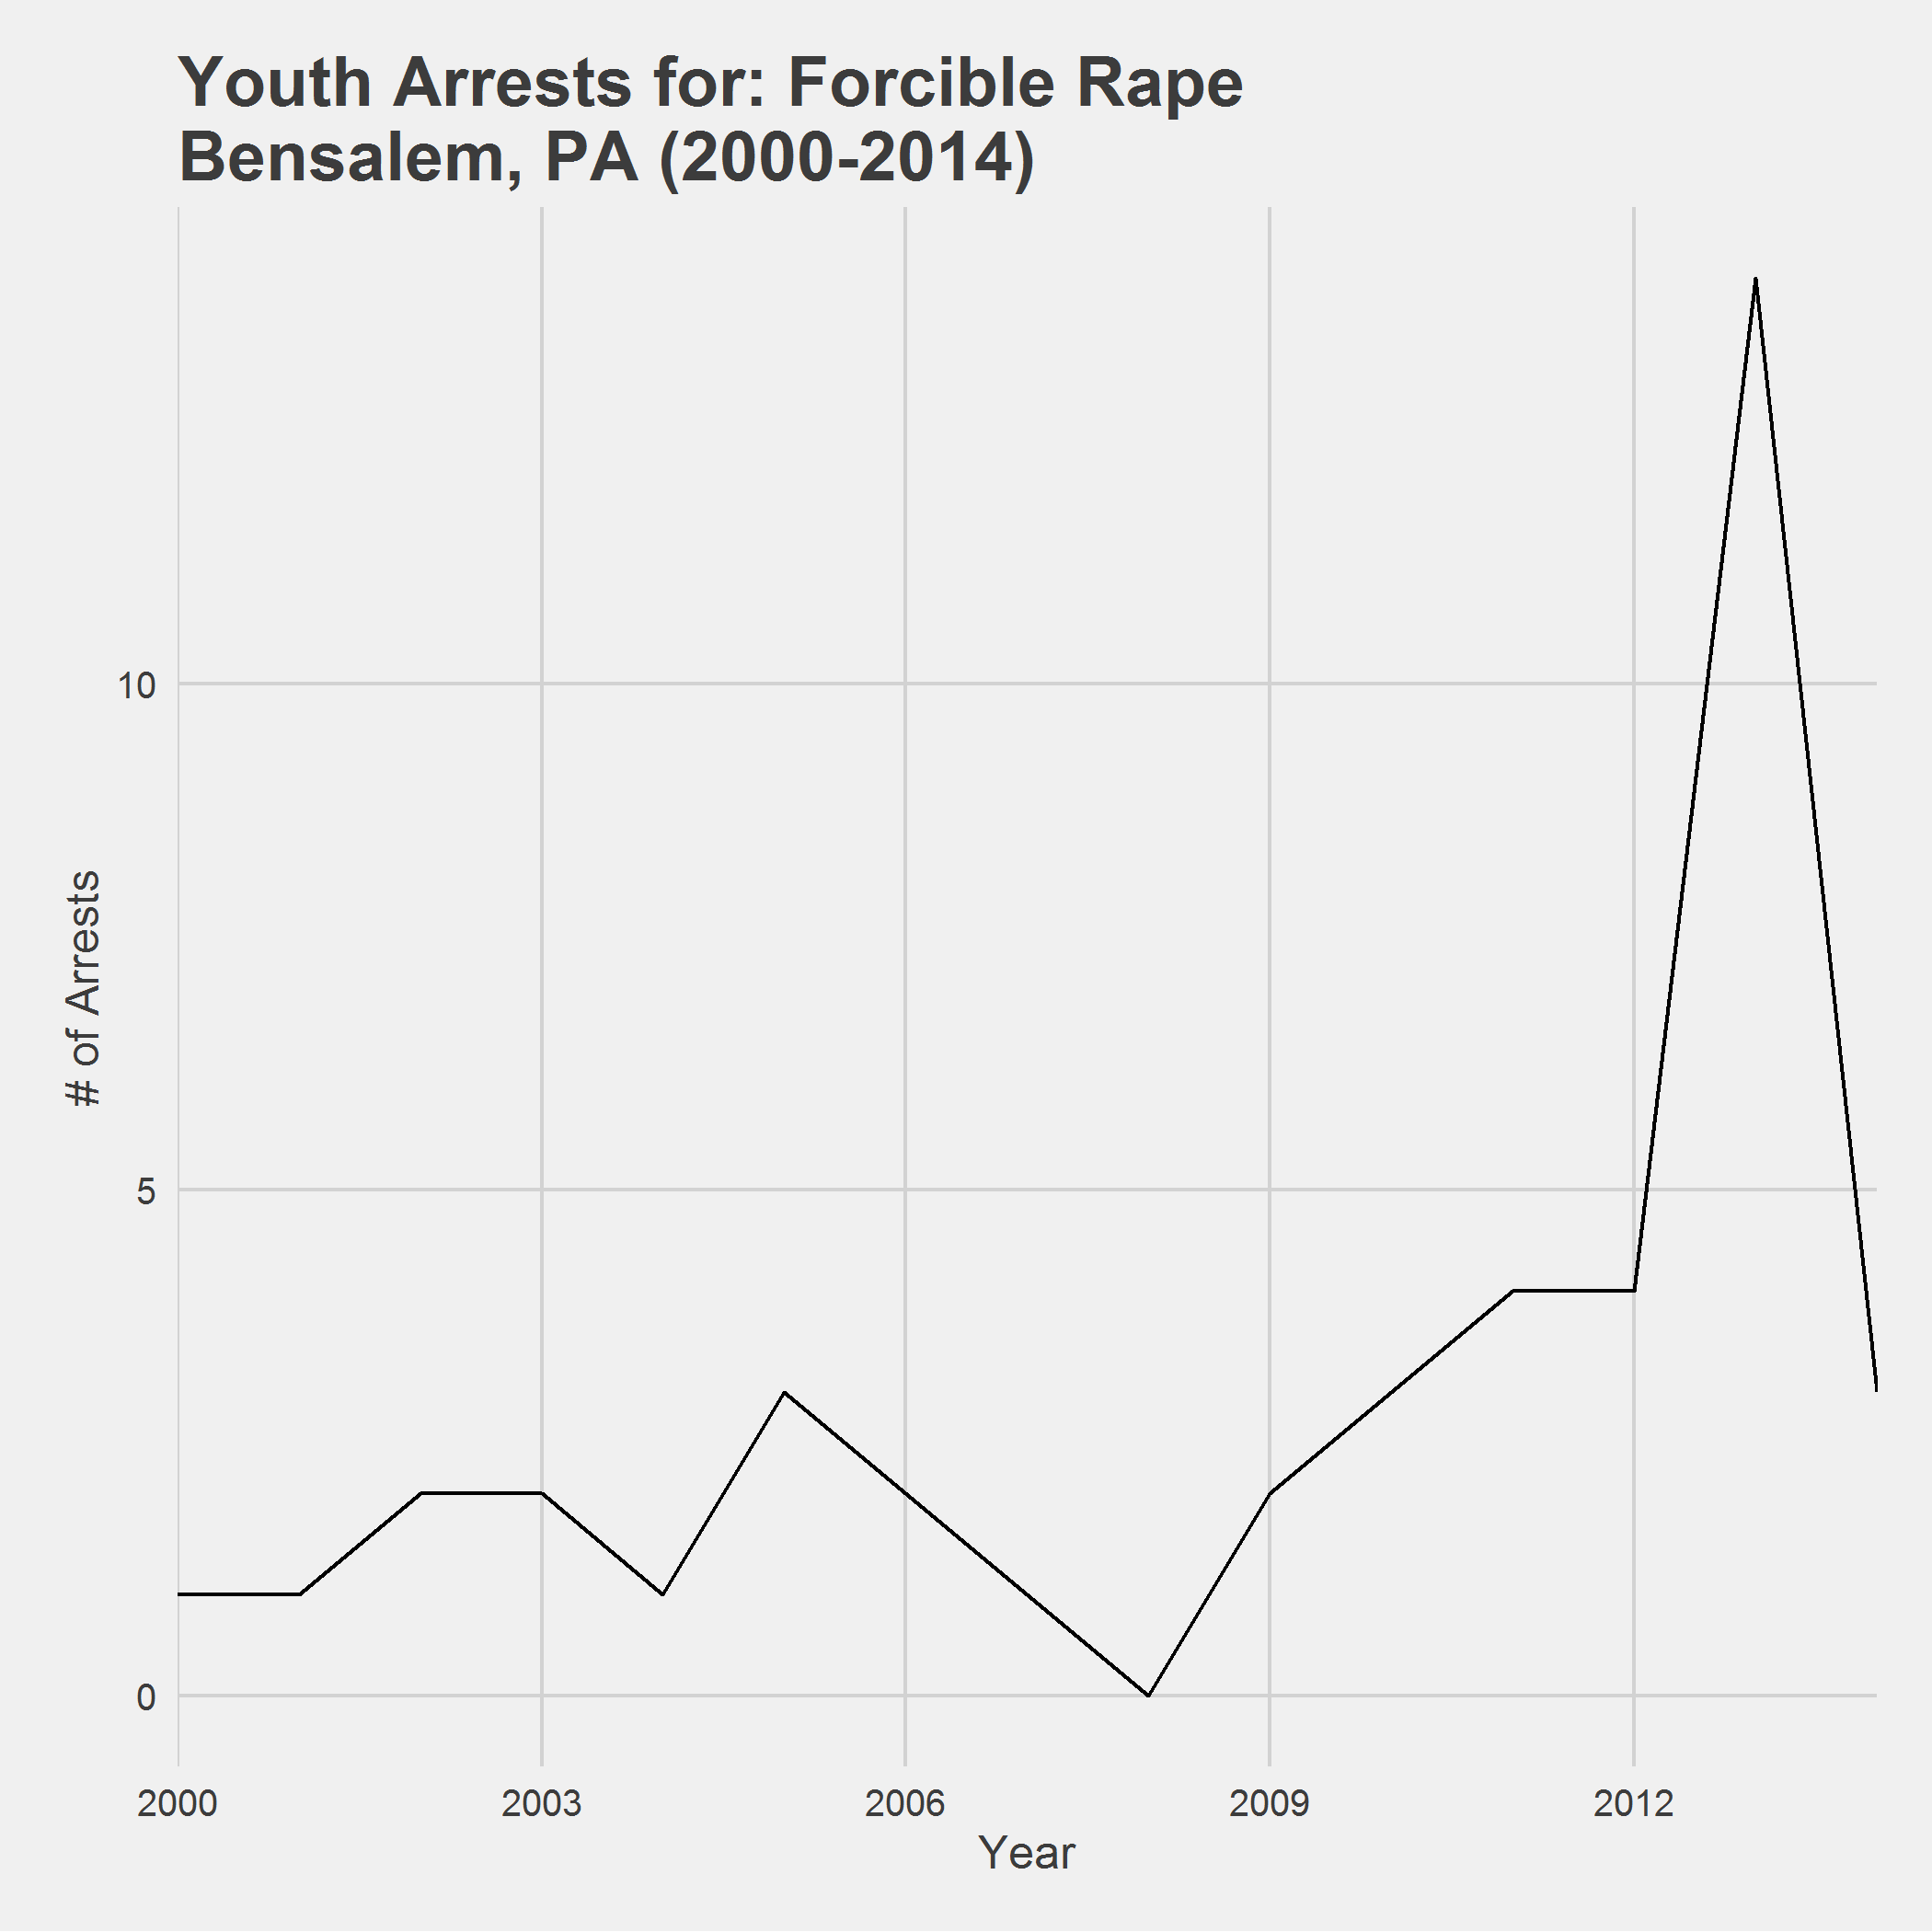 Youth Arrests for: Forcible Rape
Bensalem, PA (2000-2014)
# of Arrests
10
5
0
2000 2003 2006 2009 2012
Year